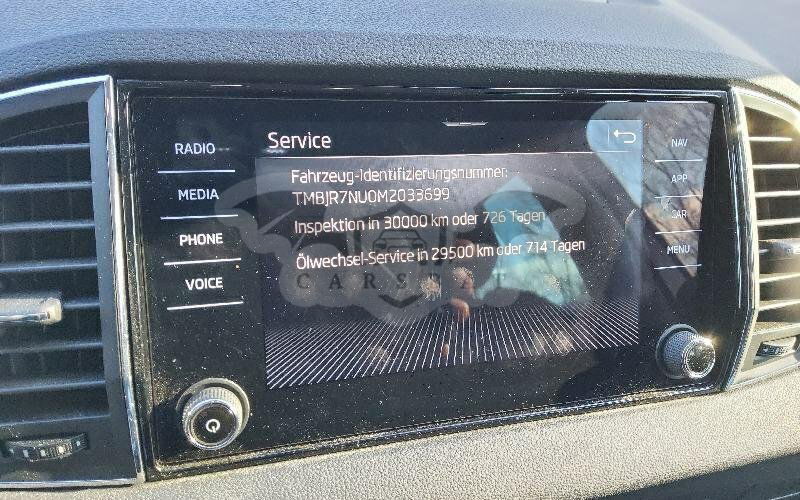 Service
RADIO
MEDIA
PHONE
VOICE
Fahrzeug-Identifizierungsnummer:
TMBJR7NU0M2033699
Inspektion in 30000 km oder 726 Tagen
Ölwechsel-Service in 29500 km oder 714 Tagen
NAV
APP
CAR
MENU